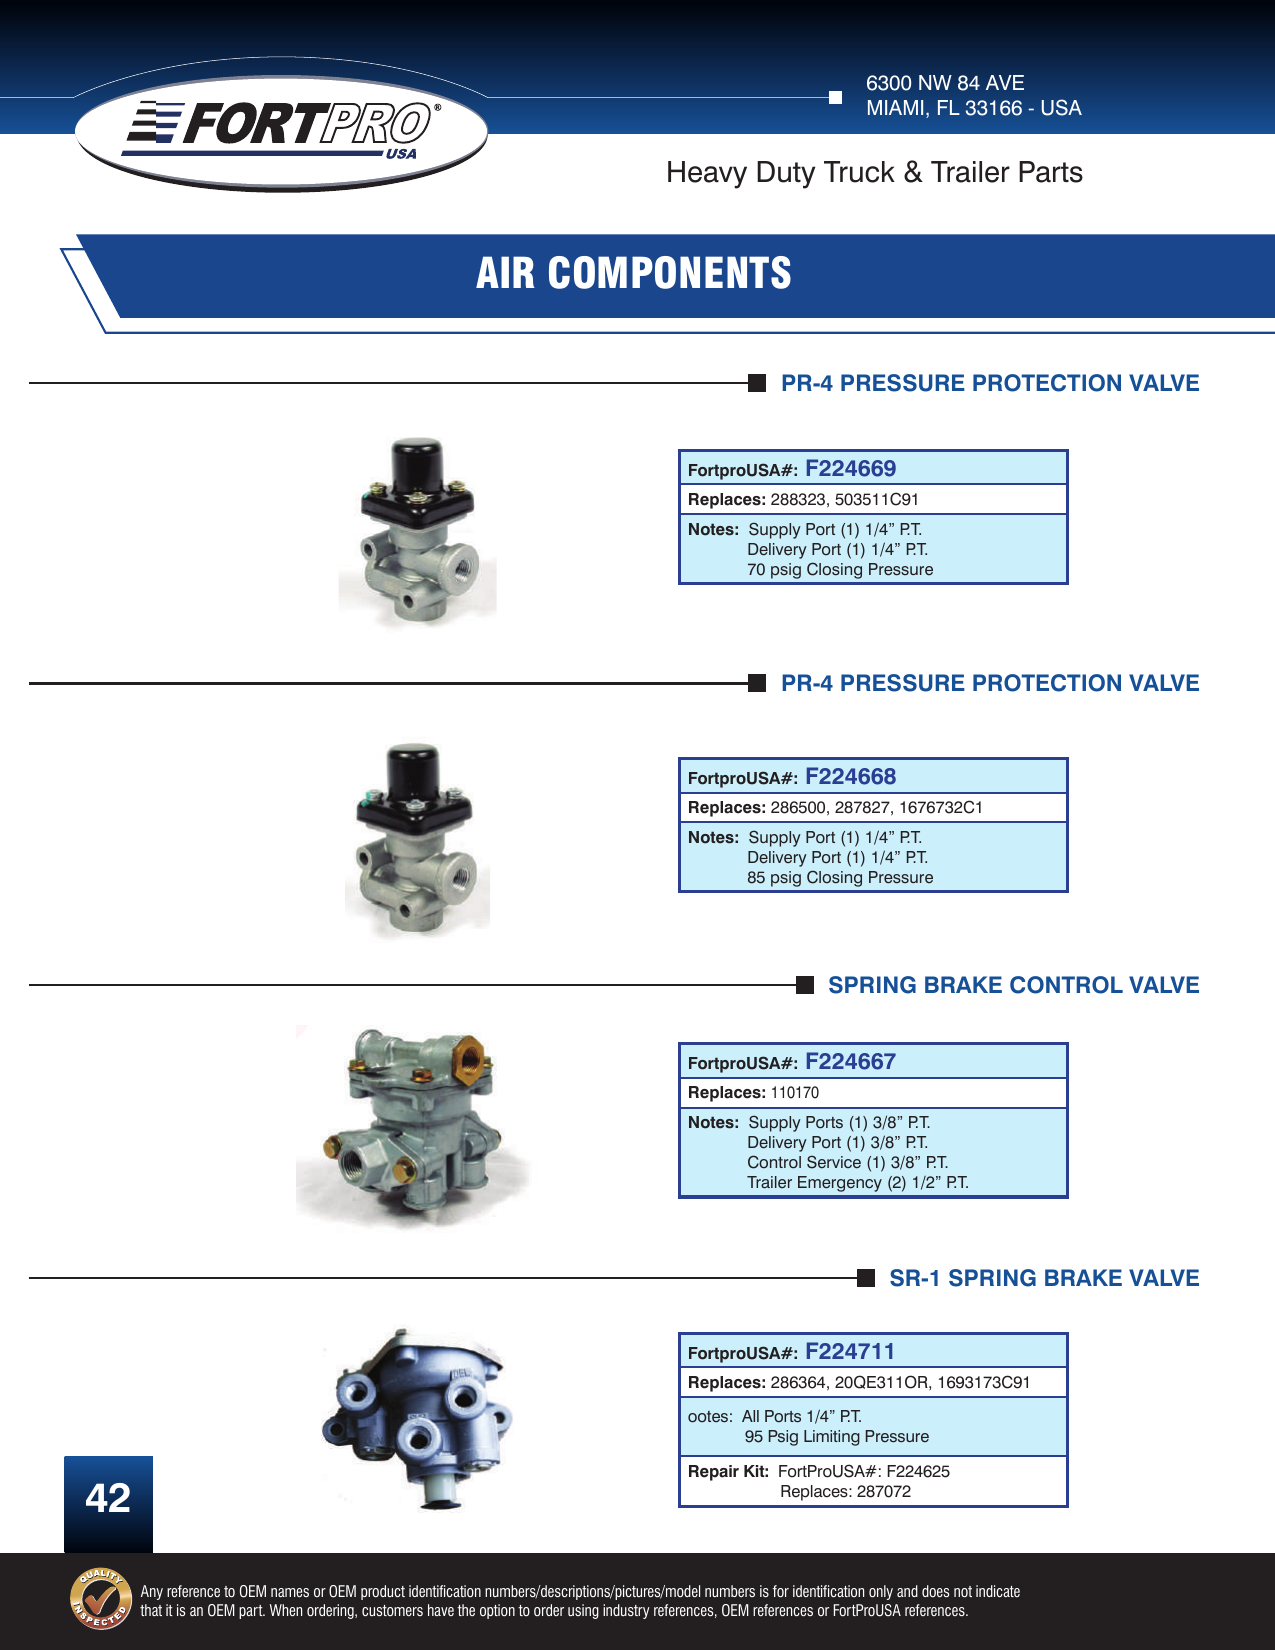 6300 NW 84 AVE
MIAMI, FL 33166 - USA
FORTPRO®
USA
Heavy Duty Truck & Trailer Parts
AIR COMPONENTS
PR-4 PRESSURE PROTECTION VALVE
FortproUSA#: F224669
Replaces: 288323, 503511C91
Notes: Supply Port (1) 1/4” P.T.
Delivery Port (1) 1/4” P.T.
70 psig Closing Pressure
PR-4 PRESSURE PROTECTION VALVE
FortproUSA#: F224668
Replaces: 286500, 287827, 1676732C1
Notes: Supply Port (1) 1/4” P.T.
Delivery Port (1) 1/4” P.T.
85 psig Closing Pressure
SPRING BRAKE CONTROL VALVE
FortproUSA#: F224667
Replaces: 110170
Notes: Supply Ports (1) 3/8” P.T.
Delivery Port (1) 3/8” P.T.
Control Service (1) 3/8” P.T.
Trailer Emergency (2) 1/2” P.T.
SR-1 SPRING BRAKE VALVE
FortproUSA#: F224711
Replaces: 286364, 20QE311OR, 1693173C91
ootes: All Ports 1/4” P.T.
95 Psig Limiting Pressure
Repair Kit: FortProUSA#: F224625
Replaces: 287072
42
QUALITY
INSPECTED
Any reference to OEM names or OEM product identification numbers/descriptions/pictures/model numbers is for identification only and does not indicate
that it is an OEM part. When ordering, customers have the option to order using industry references, OEM references or FortProUSA references.